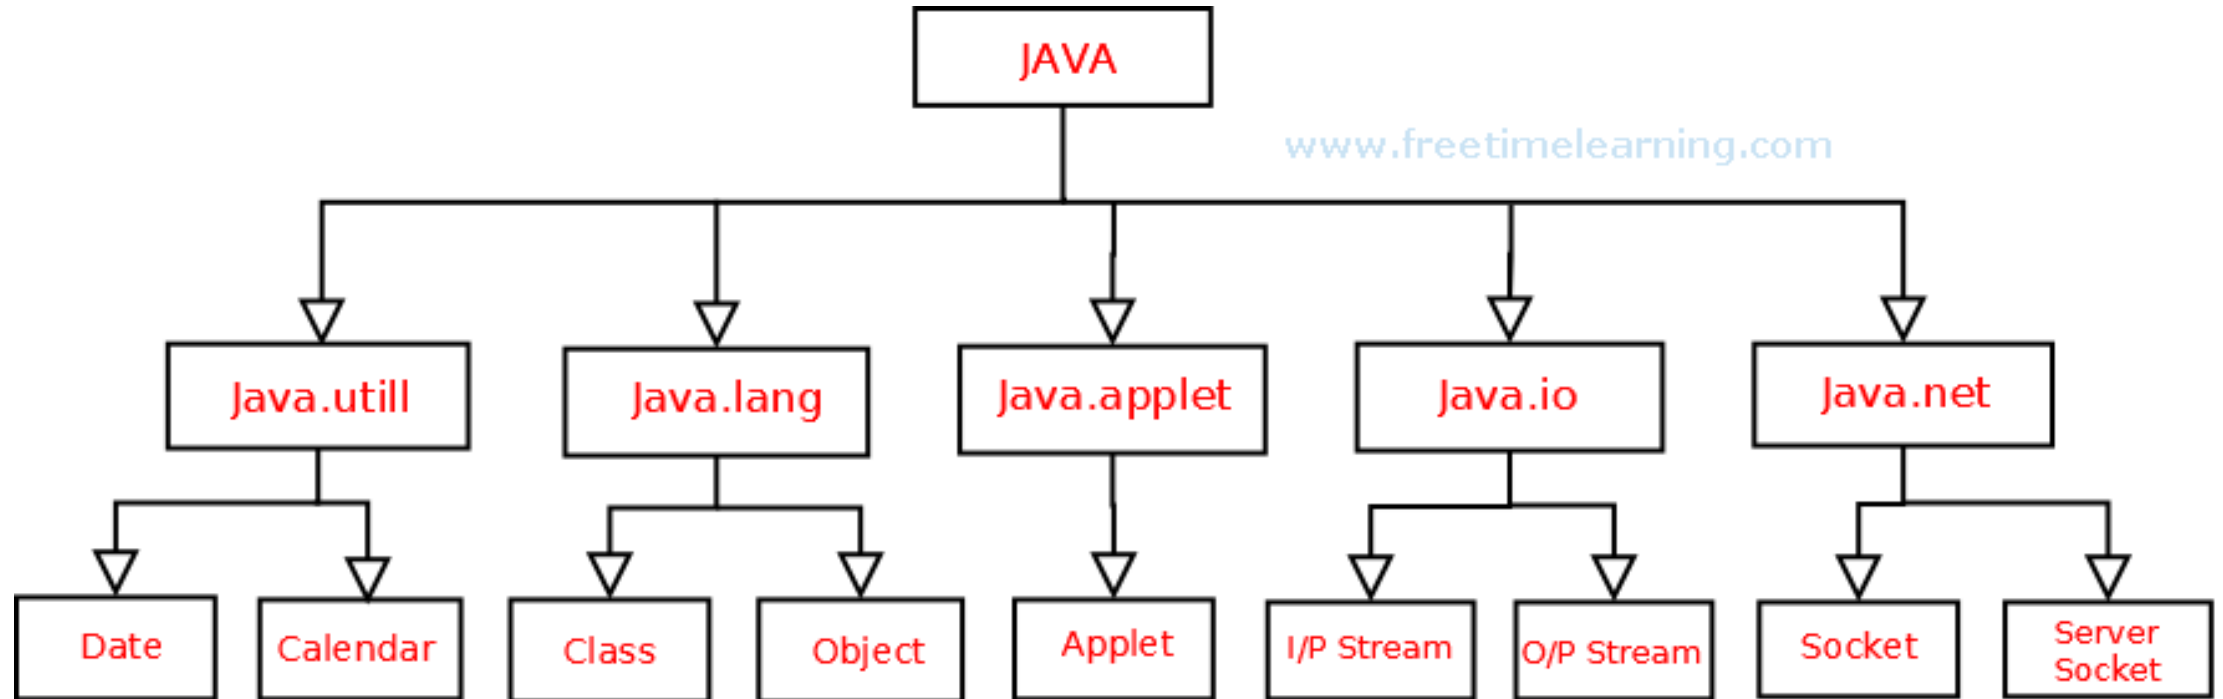 JAVA
www.freetimelearning.com
Java.utill
Java.lang
Java.applet
Java.io
Java.net
Date
Calendar
Class
Object
Applet
I/P Stream
O/P Stream
Socket
Server
Socket